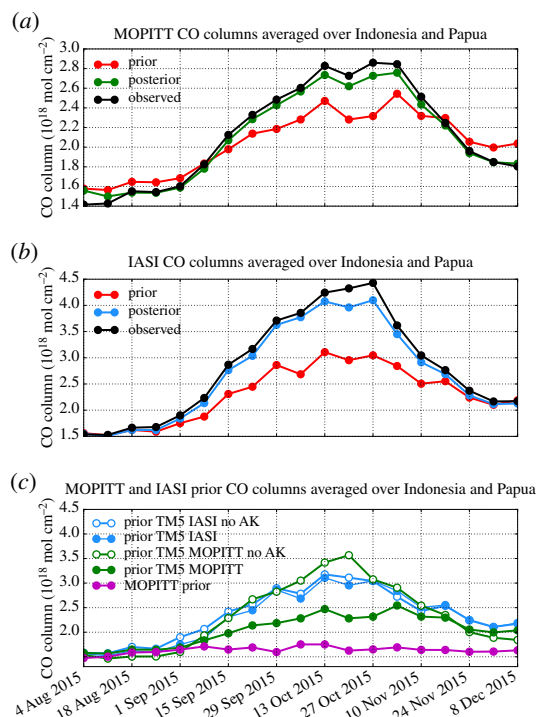 (a)
MOPITT CO columns averaged over Indonesia and Papua
CO column (10¹⁸ mol cm⁻²)
3.0
2.8
2.6
2.4
2.2
2.0
1.8
1.6
1.4
prior
posterior
observed
(b)
IASI CO columns averaged over Indonesia and Papua
CO column (10¹⁸ mol cm⁻²)
4.5
4.0
3.5
3.0
2.5
2.0
1.5
prior
posterior
observed
(c)
MOPITT and IASI prior CO columns averaged over Indonesia and Papua
CO column (10¹⁸ mol cm⁻²)
4.5
4.0
3.5
3.0
2.5
2.0
prior TM5 IASI no AK
prior TM5 IASI
prior TM5 MOPITT no AK
prior TM5 MOPITT
MOPITT prior
4 Aug 2015
18 Aug 2015
1 Sep 2015
15 Sep 2015
29 Sep 2015
13 Oct 2015
27 Oct 2015
10 Nov 2015
24 Nov 2015
8 Dec 2015